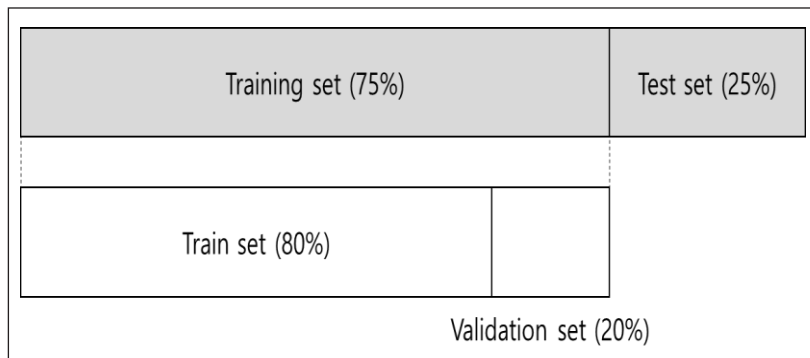 Training set (75%)
Test set (25%)
Train set (80%)
Validation set (20%)